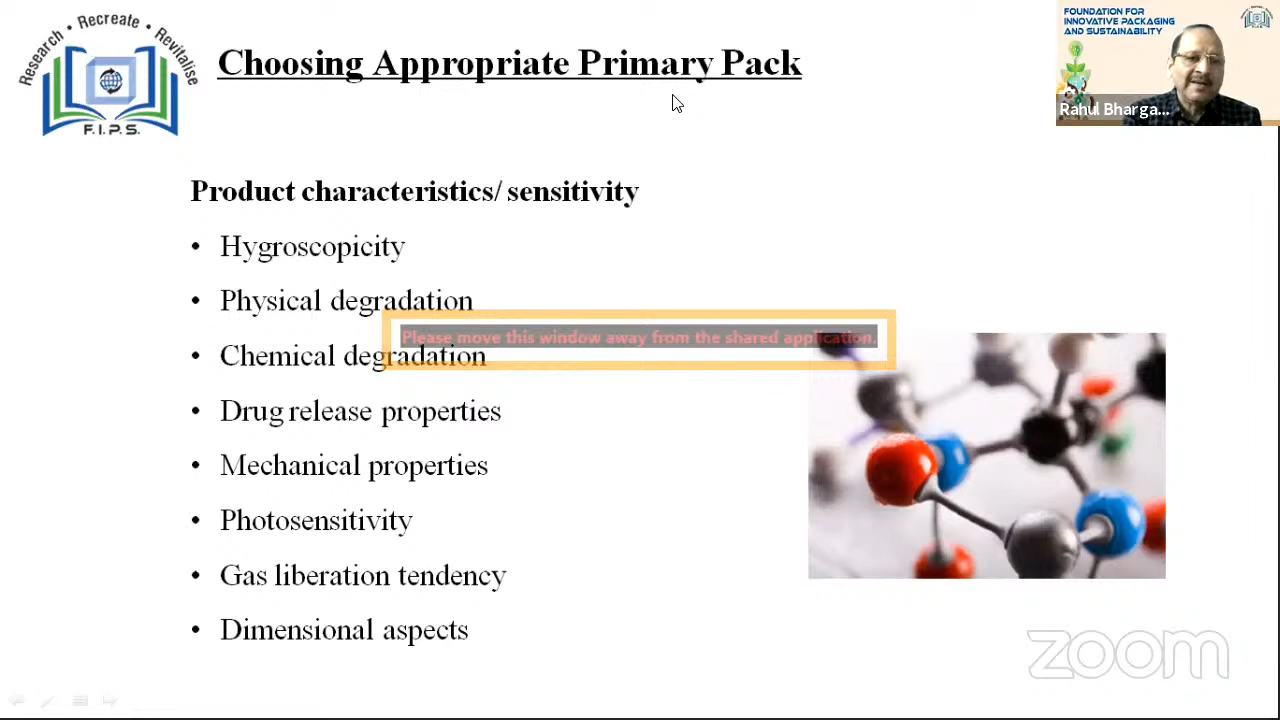 Research • Recreate • Revitalise
F.I.P.S.
Choosing Appropriate Primary Pack
FOUNDATION FOR
INNOVATIVE PACKAGING
AND SUSTAINABILITY
Rahul Bharga...
Product characteristics/ sensitivity
• Hygroscopicity
• Physical degradation
Please move this window away from the shared application.
• Chemical degradation
• Drug release properties
• Mechanical properties
• Photosensitivity
• Gas liberation tendency
• Dimensional aspects
zoom